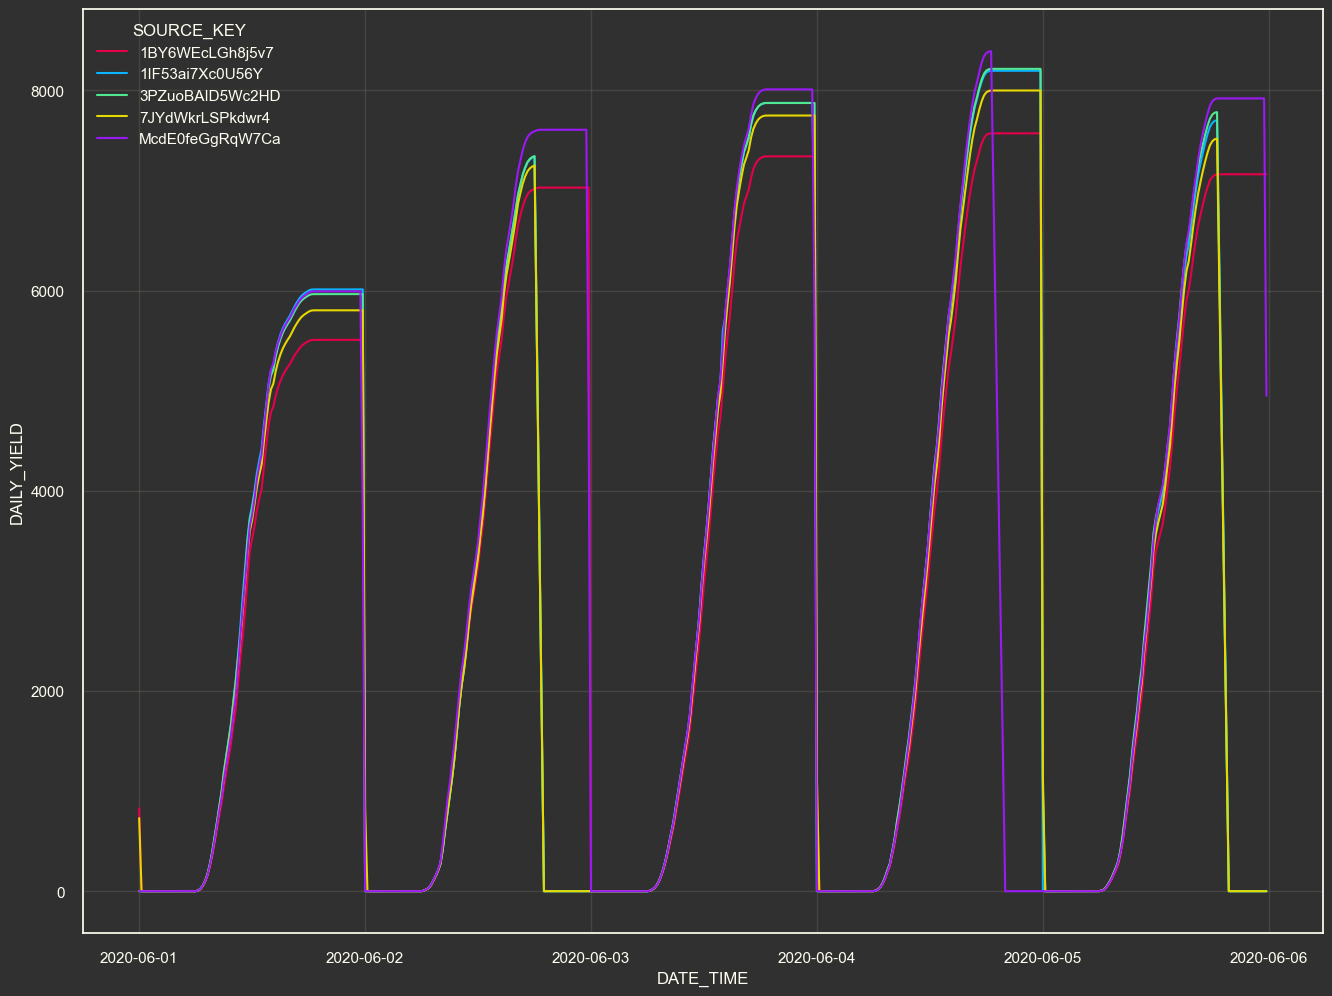 SOURCE_KEY
1BY6WEcLGh8j5v7
1IF53ai7Xc0U56Y
3PZuoBAID5Wc2HD
7JYdWkrLSPkdwr4
McdE0feGgRqW7Ca
8000
6000
4000
2000
0
DAILY_YIELD
2020-06-01
2020-06-02
2020-06-03
2020-06-04
2020-06-05
2020-06-06
DATE_TIME